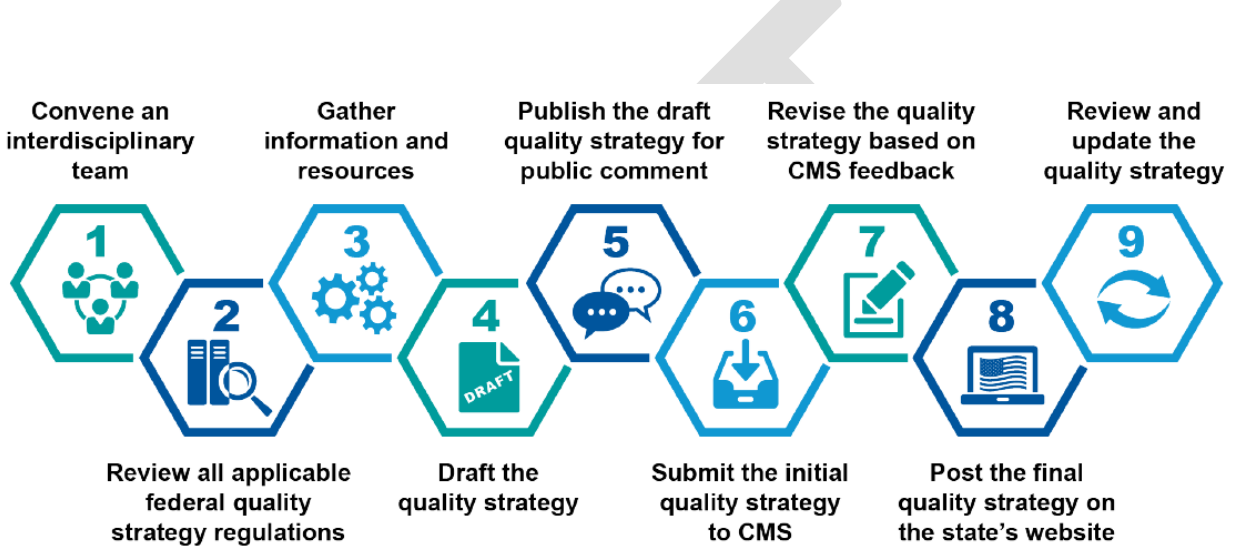 Convene an
interdisciplinary
team
1
Review all applicable
federal quality
strategy regulations
2
Gather
information and
resources
3
Draft the
quality strategy
4
DRAFT
Publish the draft
quality strategy for
public comment
5
Submit the initial
quality strategy
to CMS
6
Revise the quality
strategy based on
CMS feedback
7
Post the final
quality strategy on
the state's website
8
Review and
update the
quality strategy
9